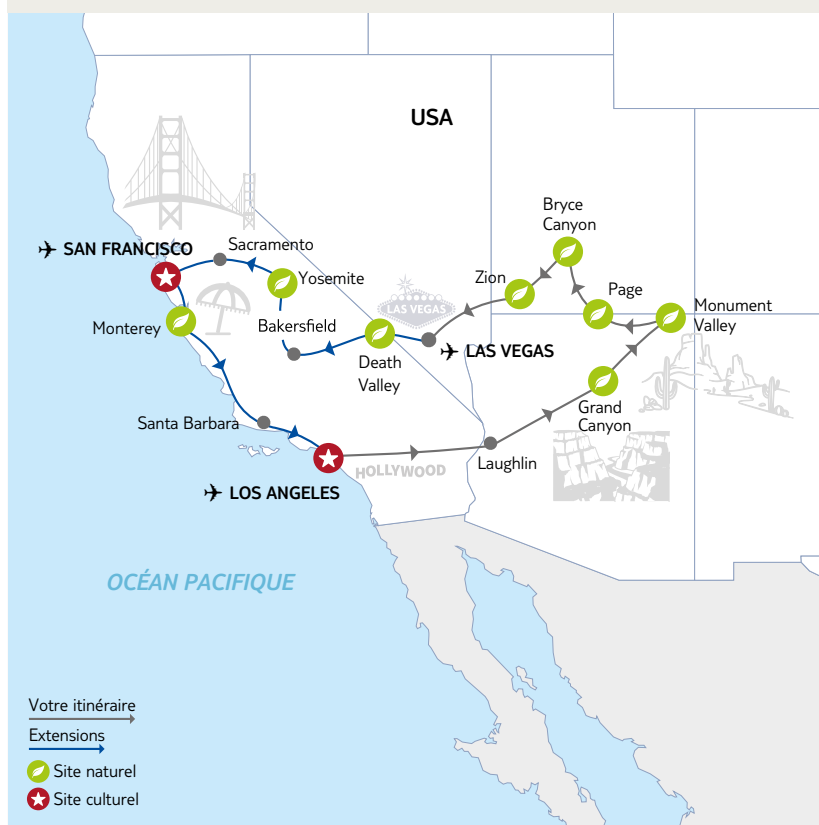 USA
Bryce
Canyon
SAN FRANCISCO
Sacramento
Yosemite
Zion
Page
LAS VEGAS
Monument
Valley
Monterey
Bakersfield
Death
Valley
LAS VEGAS
Grand
Canyon
Santa Barbara
Laughlin
HOLLYWOOD
LOS ANGELES
OCÉAN PACIFIQUE
Votre itinéraire
Extensions
Site naturel
Site culturel